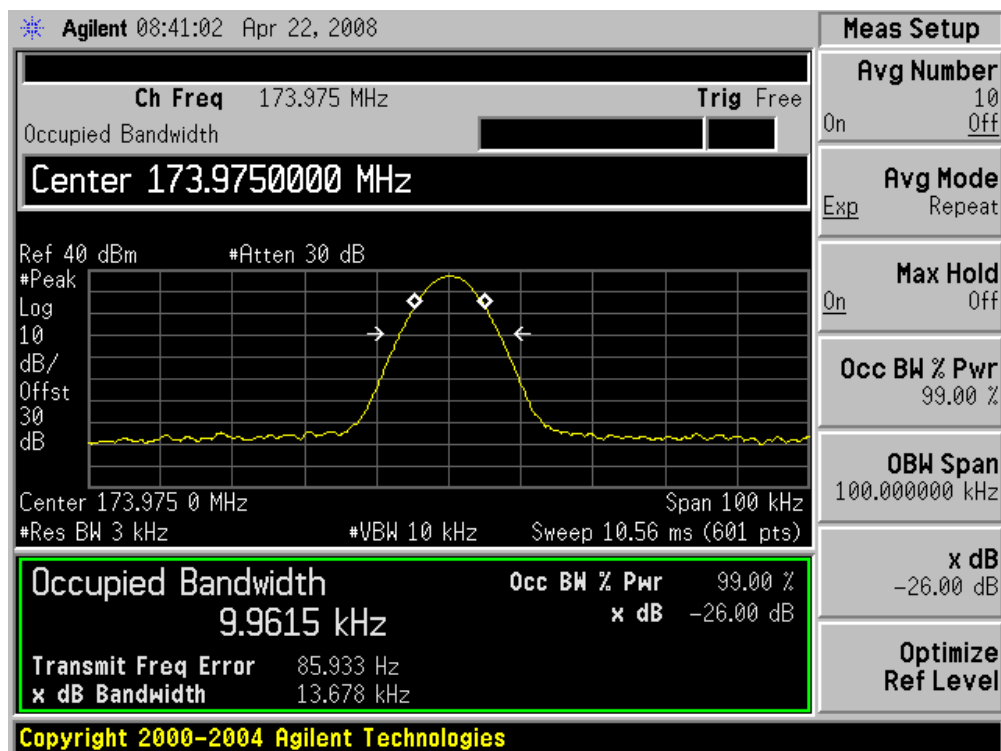 Agilent 08:41:02 Apr 22, 2008
Ch Freq 173.975 MHz Trig Free
Occupied Bandwidth
Center 173.9750000 MHz
Ref 40 dBm #Atten 30 dB
#Peak
Log
10
dB/
Offst
30
dB
Center 173.975 0 MHz Span 100 kHz
#Res BW 3 kHz #VBW 10 kHz Sweep 10.56 ms (601 pts)
Occupied Bandwidth Occ BW % Pwr 99.00 %
9.9615 kHz x dB -26.00 dB
Transmit Freq Error 85.933 Hz
x dB Bandwidth 13.678 kHz
Copyright 2000-2004 Agilent Technologies
Meas Setup
Avg Number
10
On Off
Avg Mode
Exp Repeat
Max Hold
On Off
Occ BW % Pwr
99.00 %
OBW Span
100.000000 kHz
x dB
-26.00 dB
Optimize
Ref Level